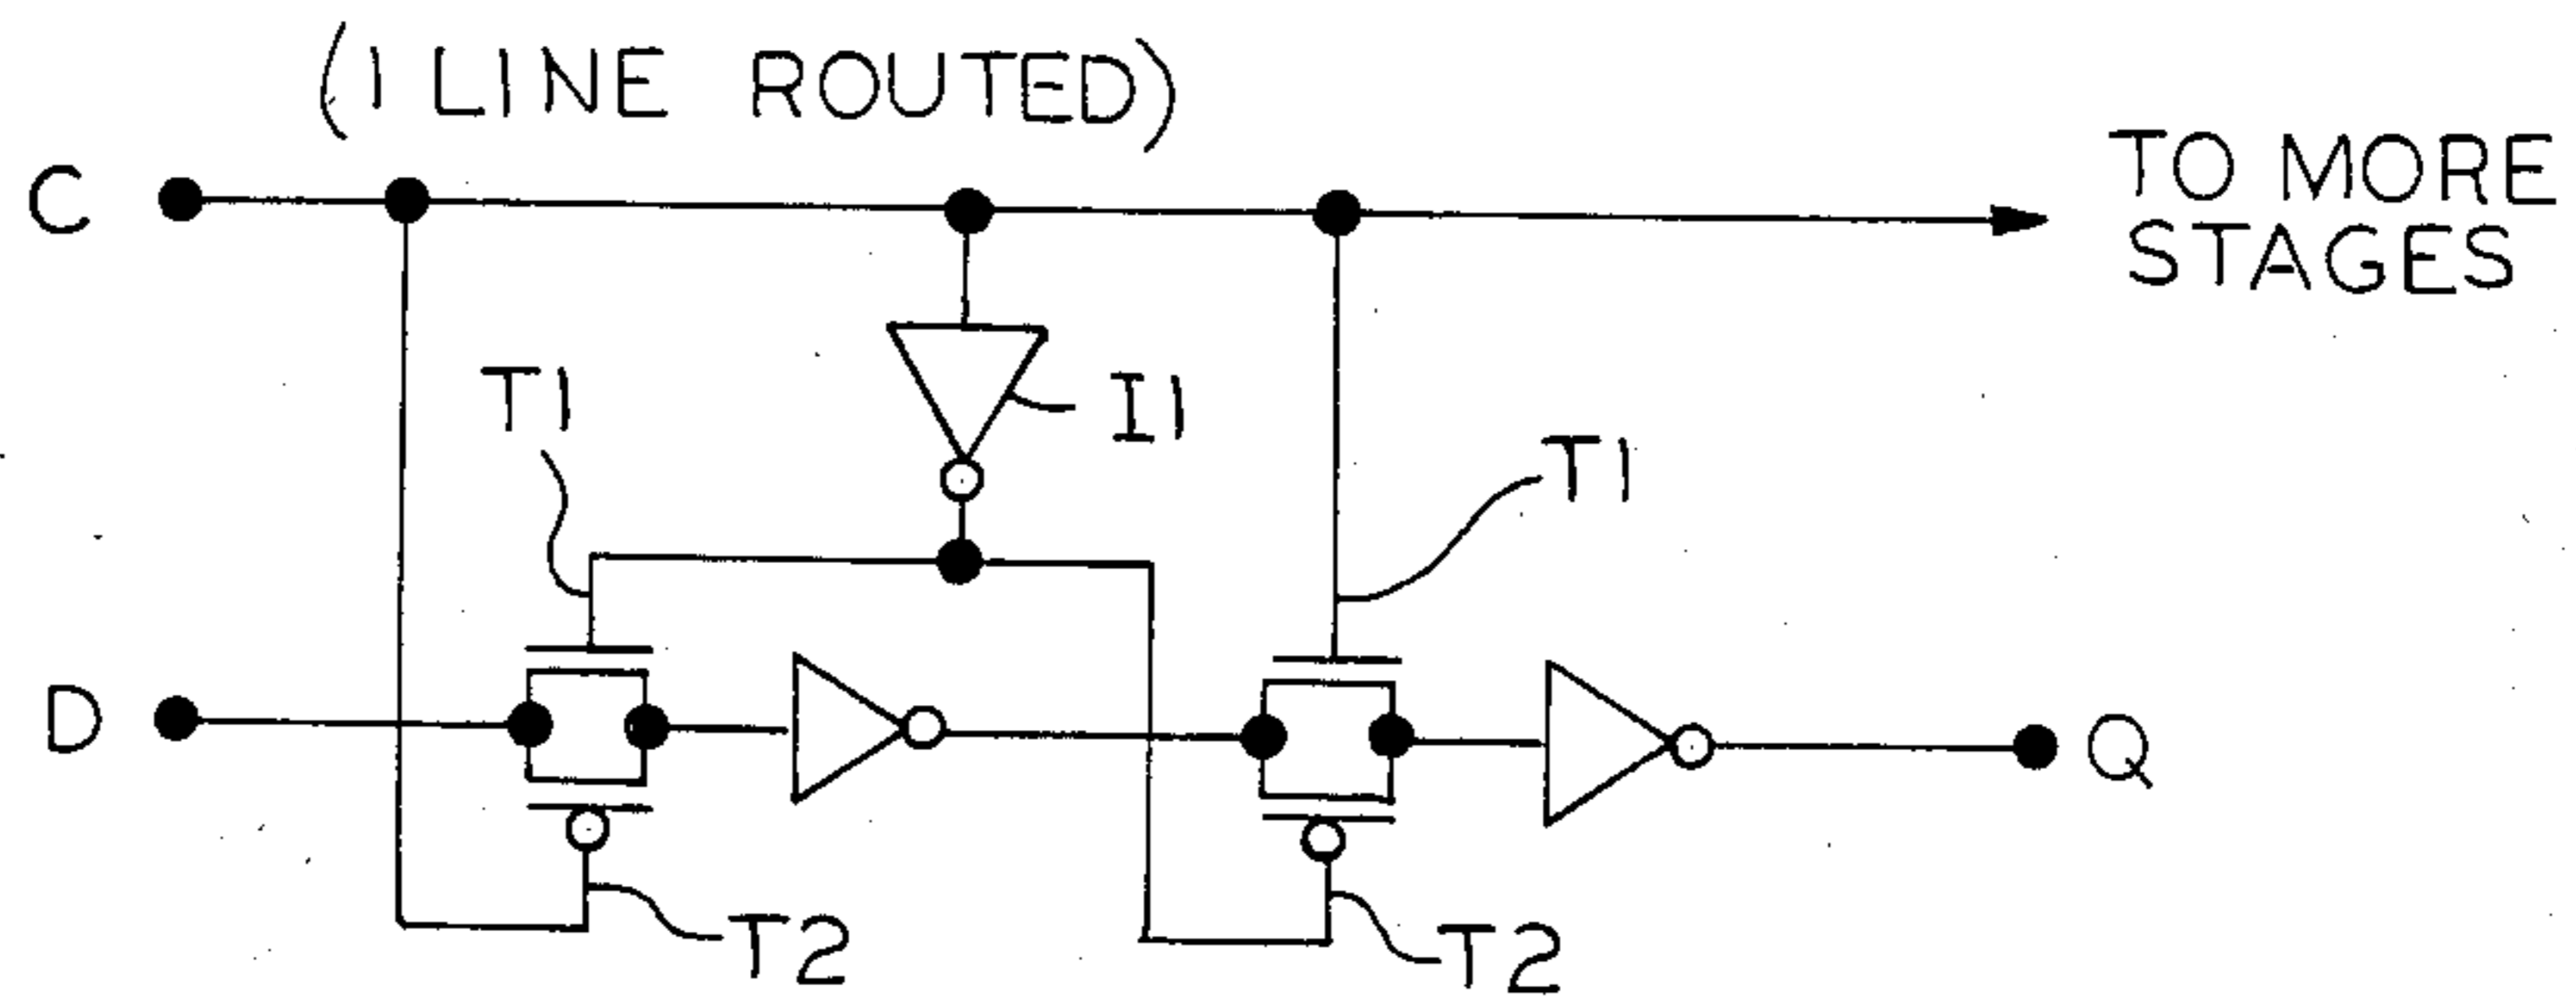 (1 LINE ROUTED)
C
TO MORE
STAGES
T1
I1
T1
D
Q
T2
T2